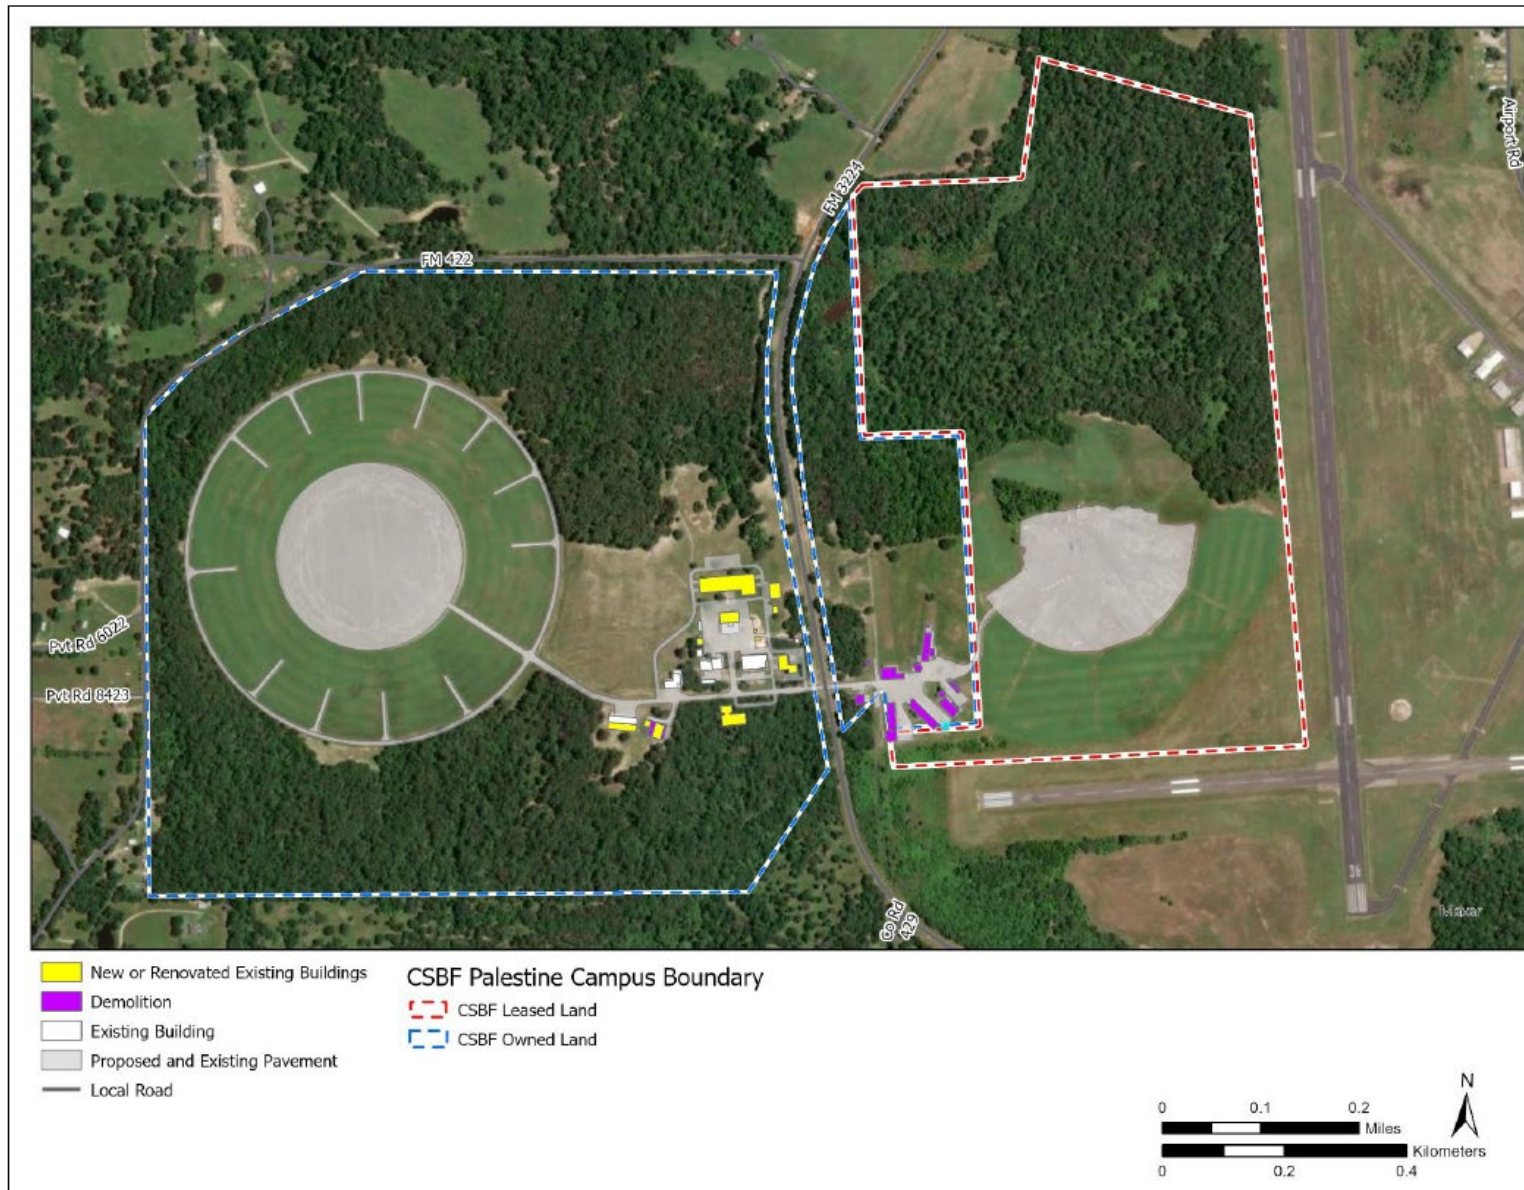 Airport Rd
FM 3224
FM 422
Pvt Rd 6022
Pvt Rd 8423
36
Co Rd
429
Maxar
New or Renovated Existing Buildings
Demolition
Existing Building
Proposed and Existing Pavement
Local Road
CSBF Palestine Campus Boundary
CSBF Leased Land
CSBF Owned Land
N
0 0.1 0.2
Miles
Kilometers
0 0.2 0.4